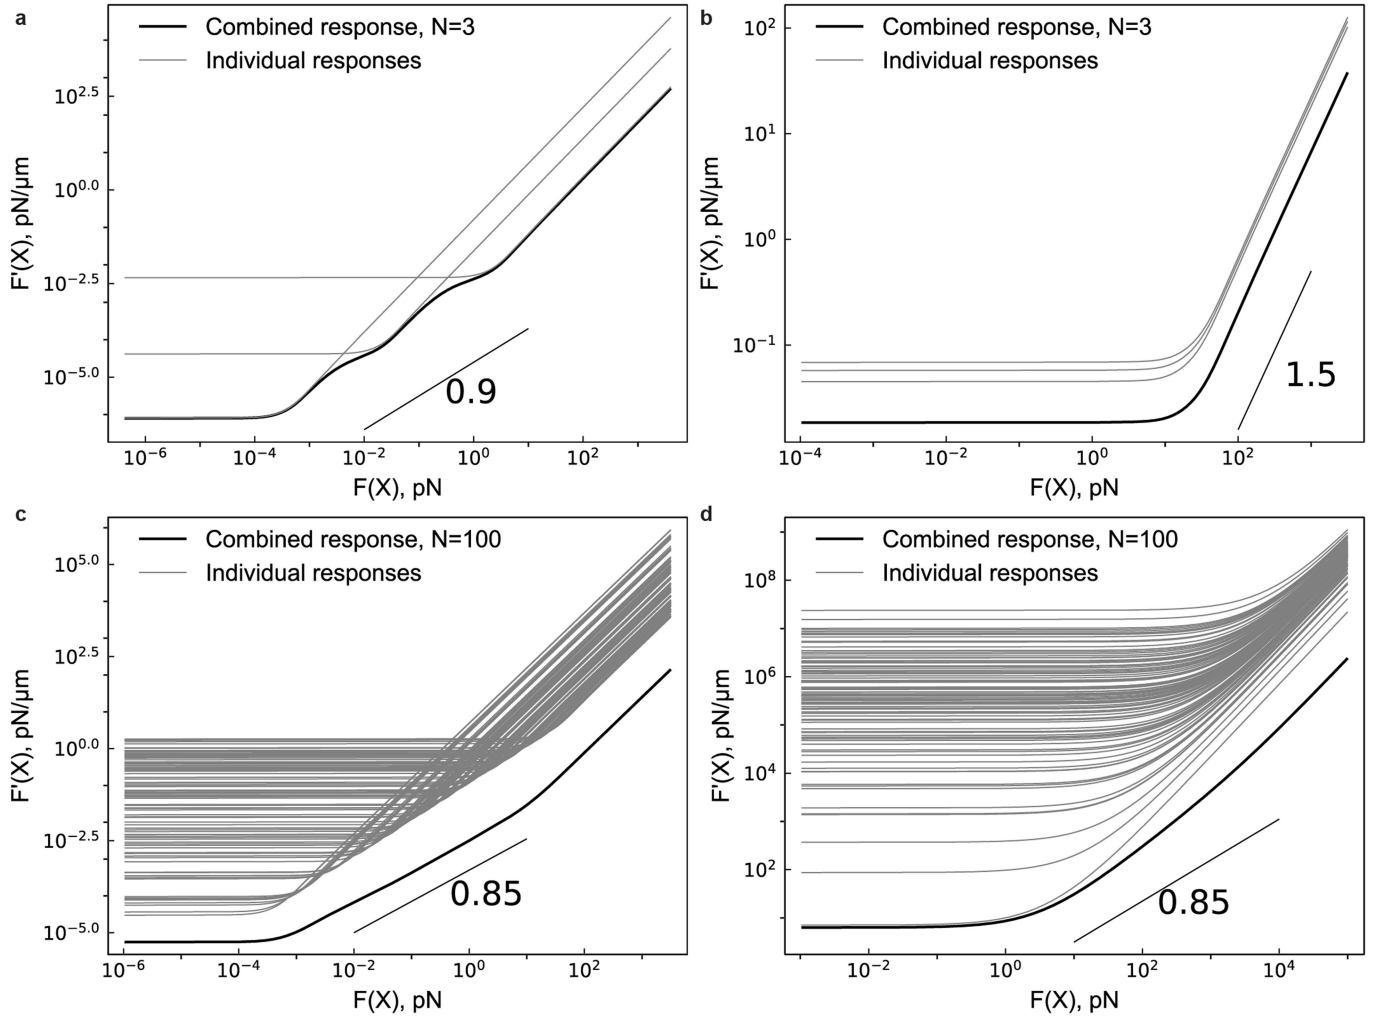 a
Combined response, N=3
Individual responses
10^2.5
10^0.0
10^−2.5
10^−5.0
F'(X), pN/µm
0.9
10^−6 10^−4 10^−2 10^0 10^2
F(X), pN
b
Combined response, N=3
Individual responses
10^2
10^1
10^0
10^−1
F'(X), pN/µm
1.5
10^−4 10^−2 10^0 10^2
F(X), pN
c
Combined response, N=100
Individual responses
10^5.0
10^2.5
10^0.0
10^−2.5
10^−5.0
F'(X), pN/µm
0.85
10^−6 10^−4 10^−2 10^0 10^2
F(X), pN
d
Combined response, N=100
Individual responses
10^8
10^6
10^4
10^2
F'(X), pN/µm
0.85
10^−2 10^0 10^2 10^4
F(X), pN